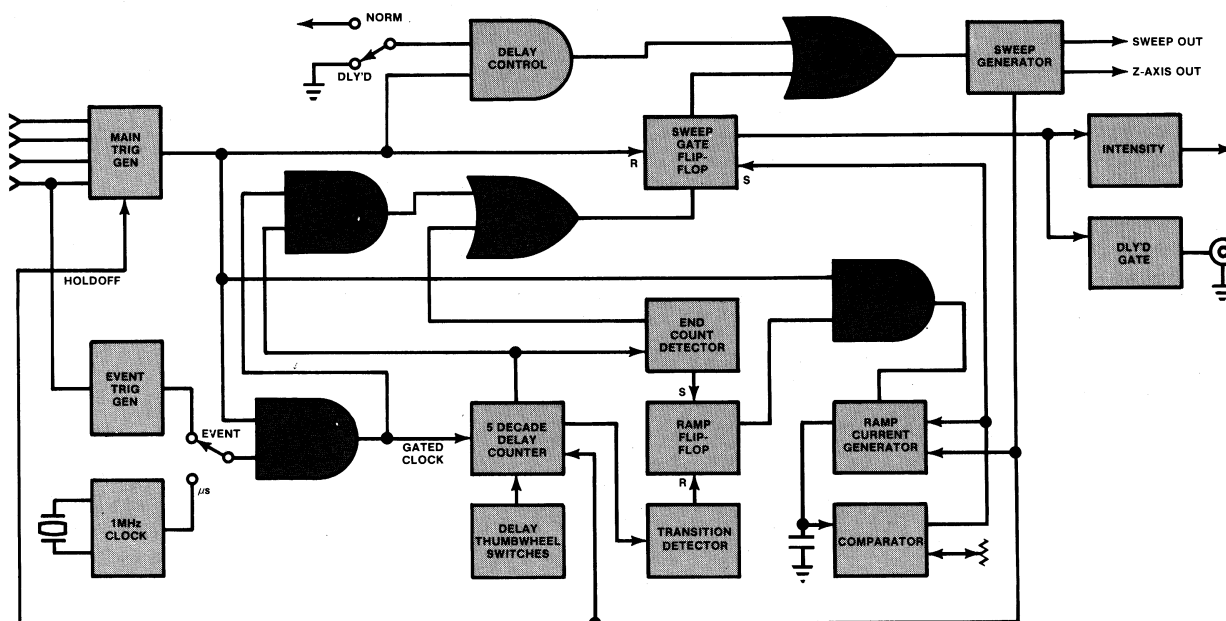 NORM
DLY'D
DELAY
CONTROL
SWEEP
GENERATOR
SWEEP OUT
Z-AXIS OUT
MAIN
TRIG
GEN
R
SWEEP
GATE
FLIP-
FLOP
S
INTENSITY
HOLDOFF
DLY'D
GATE
END
COUNT
DETECTOR
EVENT
TRIG
GEN
EVENT
μs
GATED
CLOCK
5 DECADE
DELAY
COUNTER
S
RAMP
FLIP-
FLOP
R
RAMP
CURRENT
GENERATOR
1MHz
CLOCK
DELAY
THUMBWHEEL
SWITCHES
TRANSITION
DETECTOR
COMPARATOR